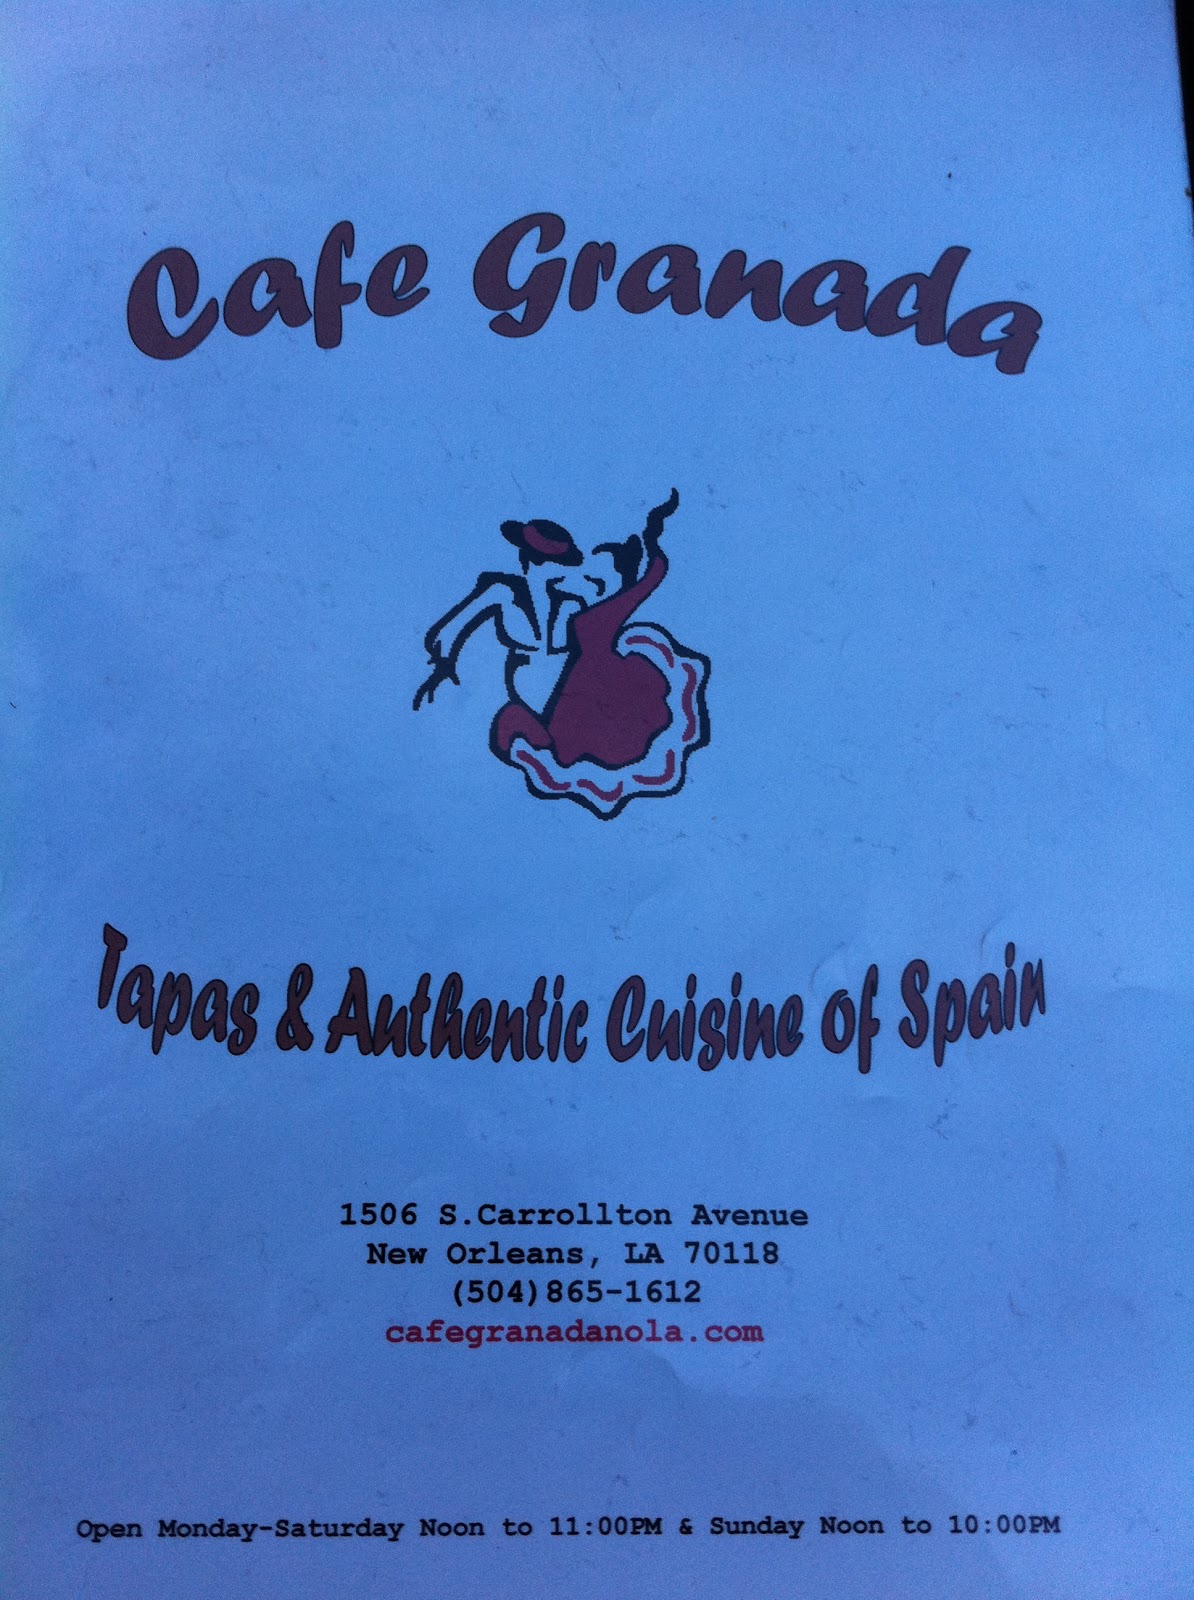 Cafe Granada
Tapas & Authentic Cuisine of Spain
1506 S.Carrollton Avenue
New Orleans, LA 70118
(504)865-1612
cafegranadanola.com
Open Monday-Saturday Noon to 11:00PM & Sunday Noon to 10:00PM